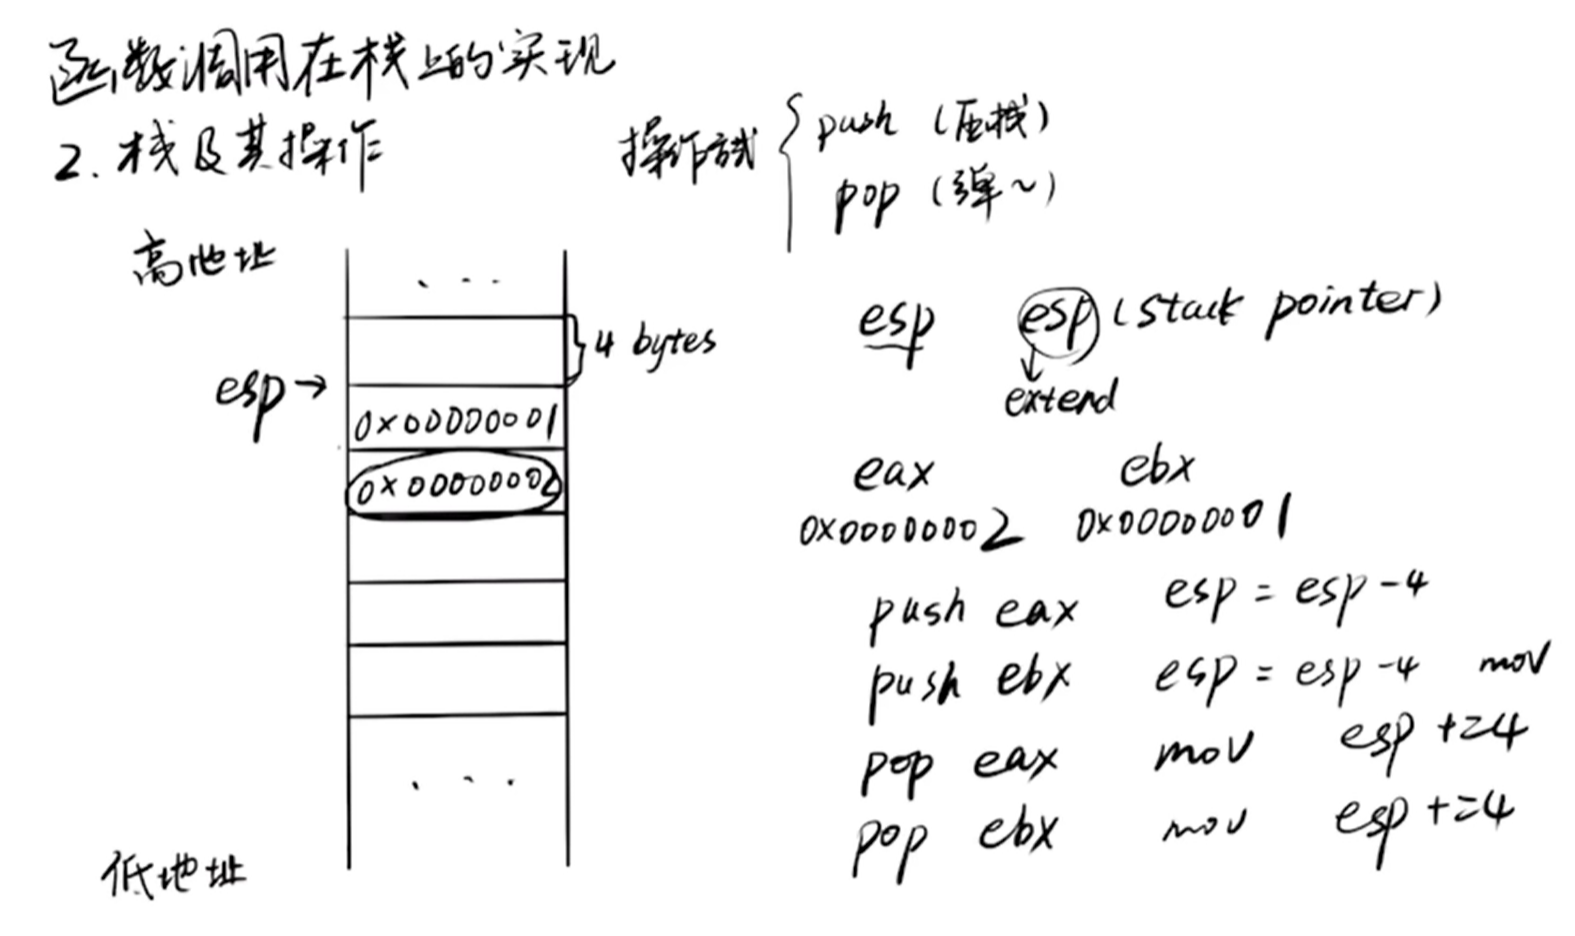 函数调用在栈上的实现
2. 栈及其操作
操作方式
push (压栈)
pop (弹~)
高地址
. . .
4 bytes
esp→
0x00000001
0x00000002
. . .
低地址
esp esp (stack pointer)
extend
eax ebx
0x00000002 0x00000001
push eax esp = esp-4
push ebx esp = esp-4 mov
pop eax mov esp +=4
pop ebx mov esp +=4